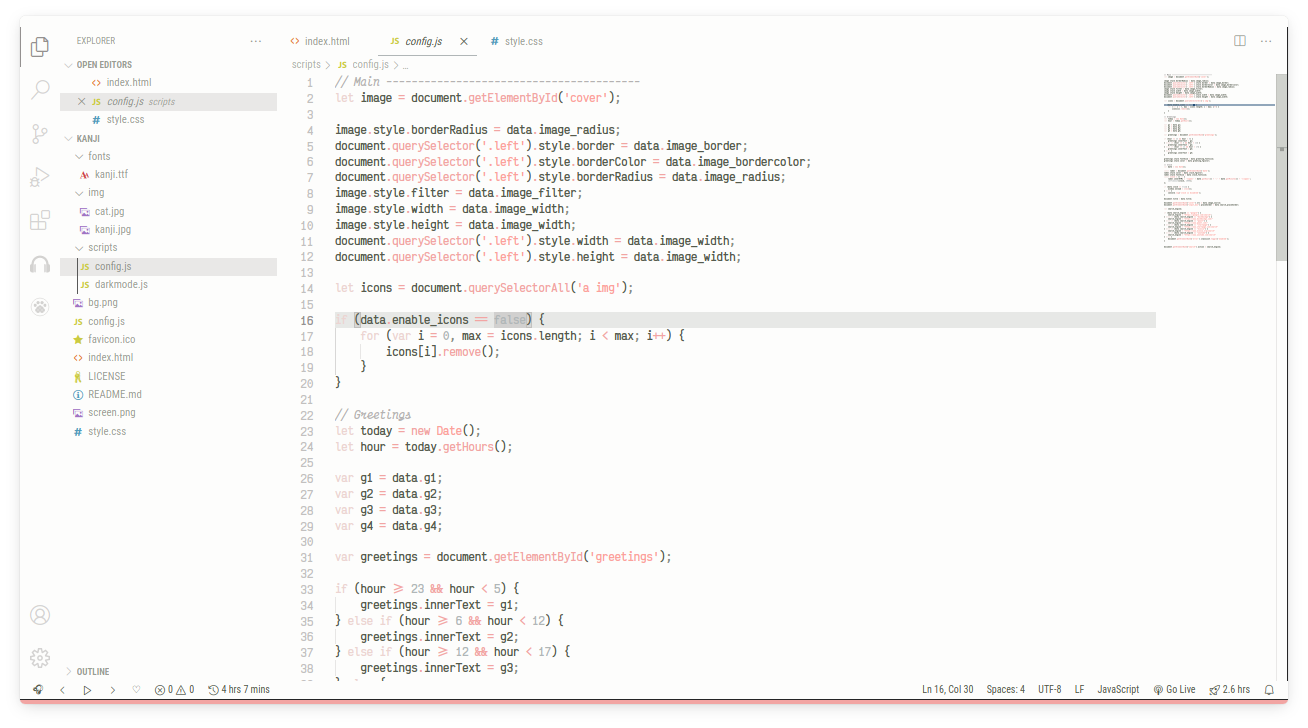 EXPLORER
OPEN EDITORS
index.html
config.js scripts
style.css
KANJI
fonts
kanji.ttf
img
cat.jpg
kanji.jpg
scripts
config.js
darkmode.js
bg.png
config.js
favicon.ico
index.html
LICENSE
README.md
screen.png
style.css
OUTLINE
index.html
config.js
style.css
scripts > JS config.js > ...
1 // Main ----------------------------------------
2 let image = document.getElementById('cover');
3
4 image.style.borderRadius = data.image_radius;
5 document.querySelector('.left').style.border = data.image_border;
6 document.querySelector('.left').style.borderColor = data.image_bordercolor;
7 document.querySelector('.left').style.borderRadius = data.image_radius;
8 image.style.filter = data.image_filter;
9 image.style.width = data.image_width;
10 image.style.height = data.image_width;
11 document.querySelector('.left').style.width = data.image_width;
12 document.querySelector('.left').style.height = data.image_width;
13
14 let icons = document.querySelectorAll('a img');
15
16 if (data.enable_icons == false) {
17 for (var i = 0, max = icons.length; i < max; i++) {
18 icons[i].remove();
19 }
20 }
21
22 // Greetings
23 let today = new Date();
24 let hour = today.getHours();
25
26 var g1 = data.g1;
27 var g2 = data.g2;
28 var g3 = data.g3;
29 var g4 = data.g4;
30
31 var greetings = document.getElementById('greetings');
32
33 if (hour >= 23 && hour < 5) {
34 greetings.innerText = g1;
35 } else if (hour >= 6 && hour < 12) {
36 greetings.innerText = g2;
37 } else if (hour >= 12 && hour < 17) {
38 greetings.innerText = g3;
0 0 4 hrs 7 mins
Ln 16, Col 30 Spaces: 4 UTF-8 LF JavaScript Go Live 2.6 hrs